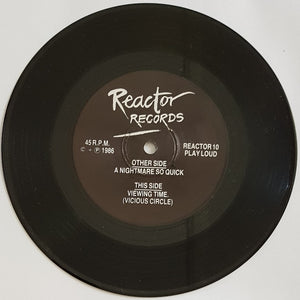 Reactor
RECORDS
45 R.P.M.
© + ℗ 1986
REACTOR 10
PLAY LOUD
OTHER SIDE
A NIGHTMARE SO QUICK
THIS SIDE
VIEWING TIME.
(VICIOUS CIRCLE)